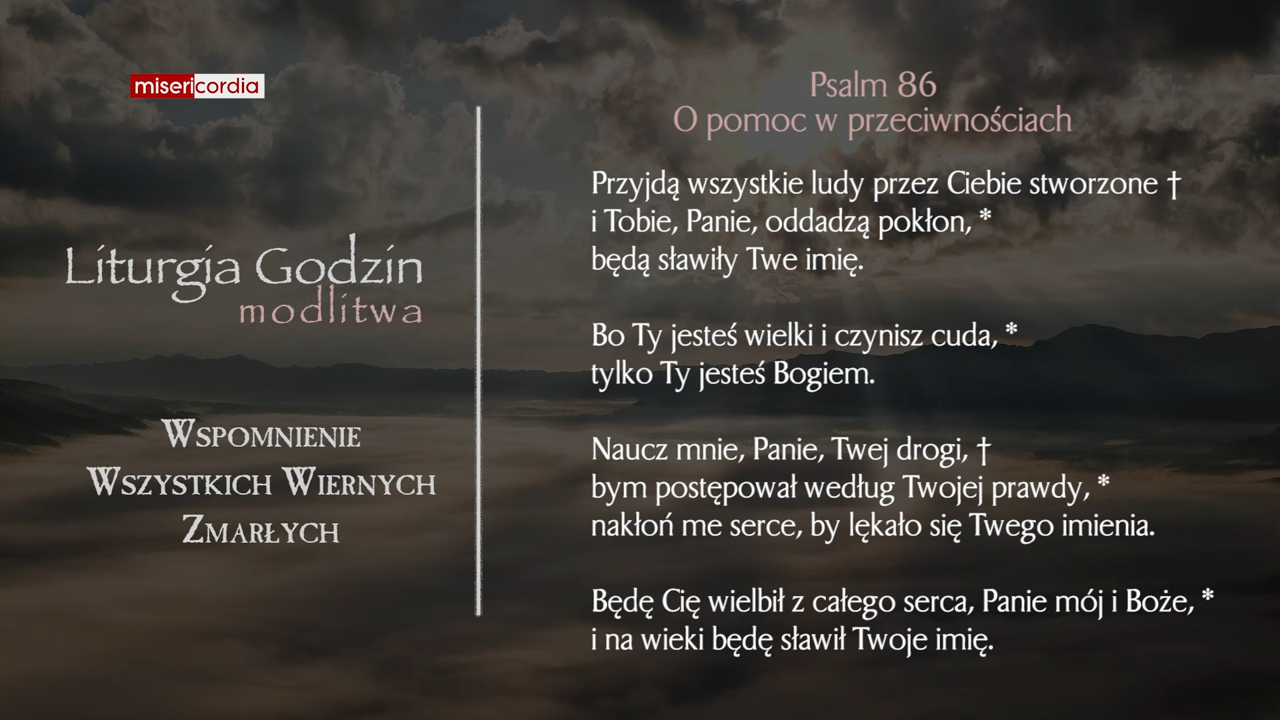 misericordia
Liturgia Godzin
modlitwa
Wspomnienie
Wszystkich Wiernych
Zmarłych
Psalm 86
O pomoc w przeciwnościach
Przyjdą wszystkie ludy przez Ciebie stworzone †
i Tobie, Panie, oddadzą pokłon, *
będą sławiły Twe imię.
Bo Ty jesteś wielki i czynisz cuda, *
tylko Ty jesteś Bogiem.
Naucz mnie, Panie, Twej drogi, †
bym postępował według Twojej prawdy, *
nakłoń me serce, by lękało się Twego imienia.
Będę Cię wielbił z całego serca, Panie mój i Boże, *
i na wieki będę sławił Twoje imię.